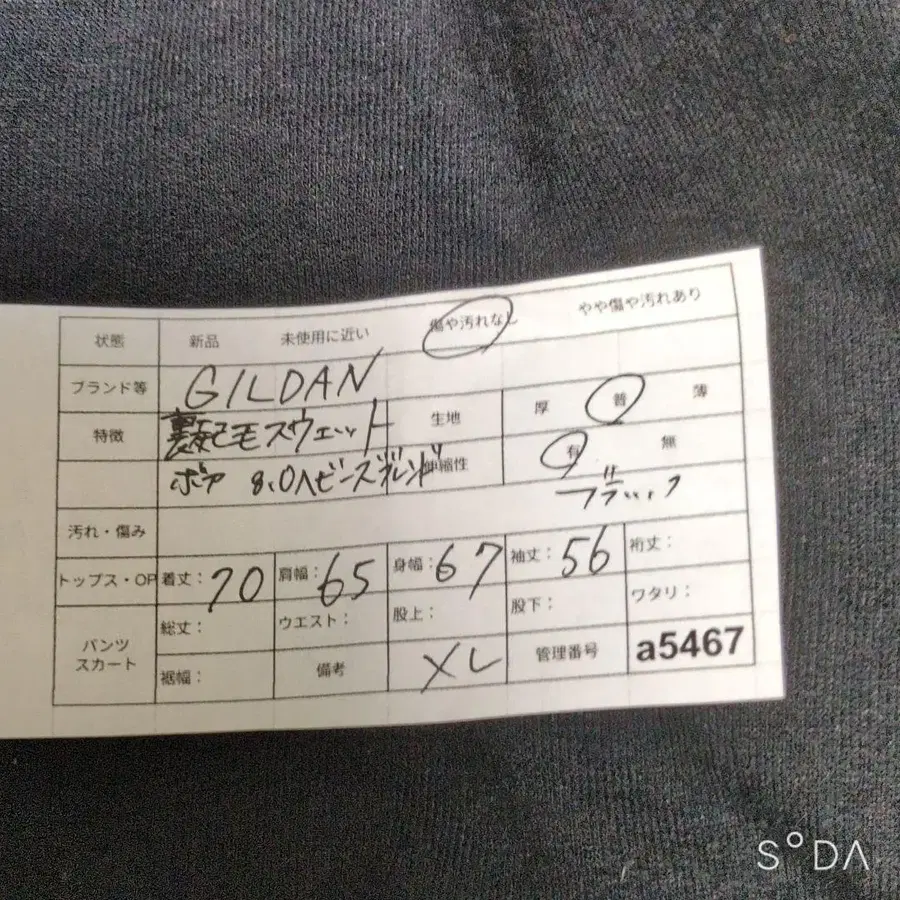 状態 新品 未使用に近い 傷や汚れなし やや傷や汚れあり
ブランド等 GILDAN 生地 厚 普 薄
特徴 裏起毛スウェット 伸縮性 有 無
ボア 8.0ヘビーブレンド ブラック
汚れ・傷み
トップス・OP 着丈: 70 肩幅: 65 身幅: 67 袖丈: 56 裄丈:
パンツ スカート 総丈: ウエスト: 股上: 股下: ワタリ:
裾幅: 備考 XL 管理番号 a5467
SODA